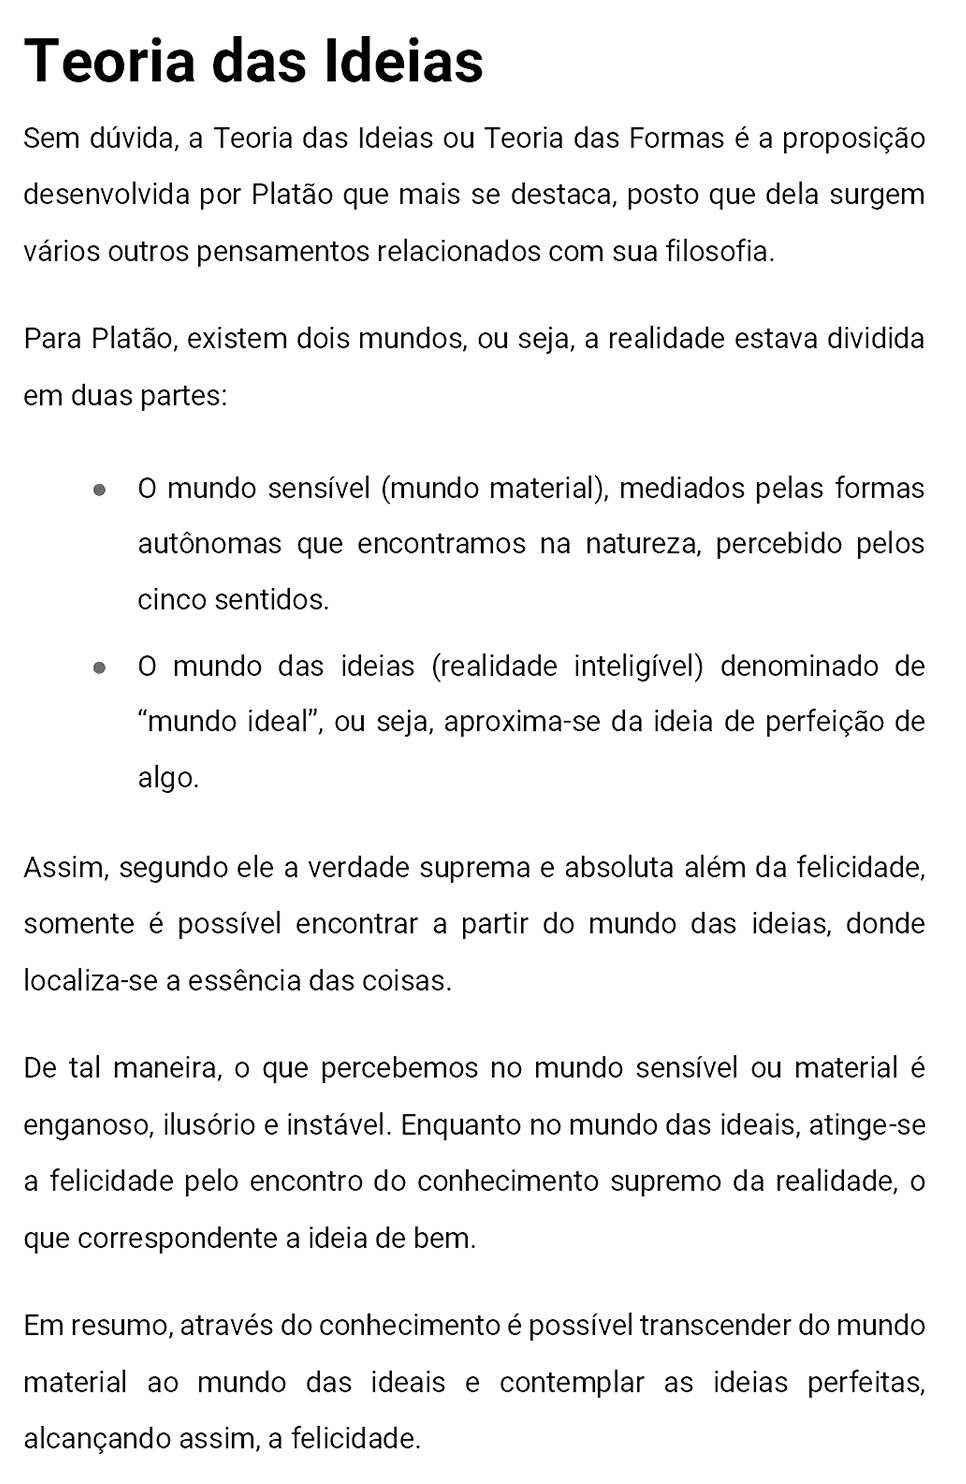 Teoria das Ideias
Sem dúvida, a Teoria das Ideias ou Teoria das Formas é a proposição
desenvolvida por Platão que mais se destaca, posto que dela surgem
vários outros pensamentos relacionados com sua filosofia.
Para Platão, existem dois mundos, ou seja, a realidade estava dividida
em duas partes:
● O mundo sensível (mundo material), mediados pelas formas
autônomas que encontramos na natureza, percebido pelos
cinco sentidos.
● O mundo das ideias (realidade inteligível) denominado de
“mundo ideal”, ou seja, aproxima-se da ideia de perfeição de
algo.
Assim, segundo ele a verdade suprema e absoluta além da felicidade,
somente é possível encontrar a partir do mundo das ideias, donde
localiza-se a essência das coisas.
De tal maneira, o que percebemos no mundo sensível ou material é
enganoso, ilusório e instável. Enquanto no mundo das ideais, atinge-se
a felicidade pelo encontro do conhecimento supremo da realidade, o
que correspondente a ideia de bem.
Em resumo, através do conhecimento é possível transcender do mundo
material ao mundo das ideais e contemplar as ideias perfeitas,
alcançando assim, a felicidade.